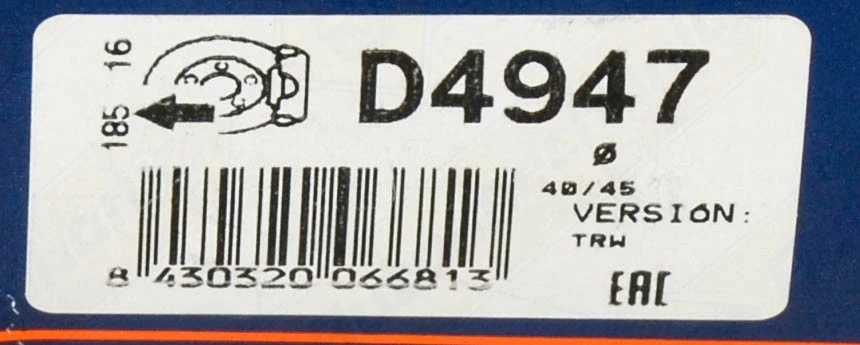 16
185
D4947
Ø
40/45
VERSION:
TRW
8 430320 066813
EAC